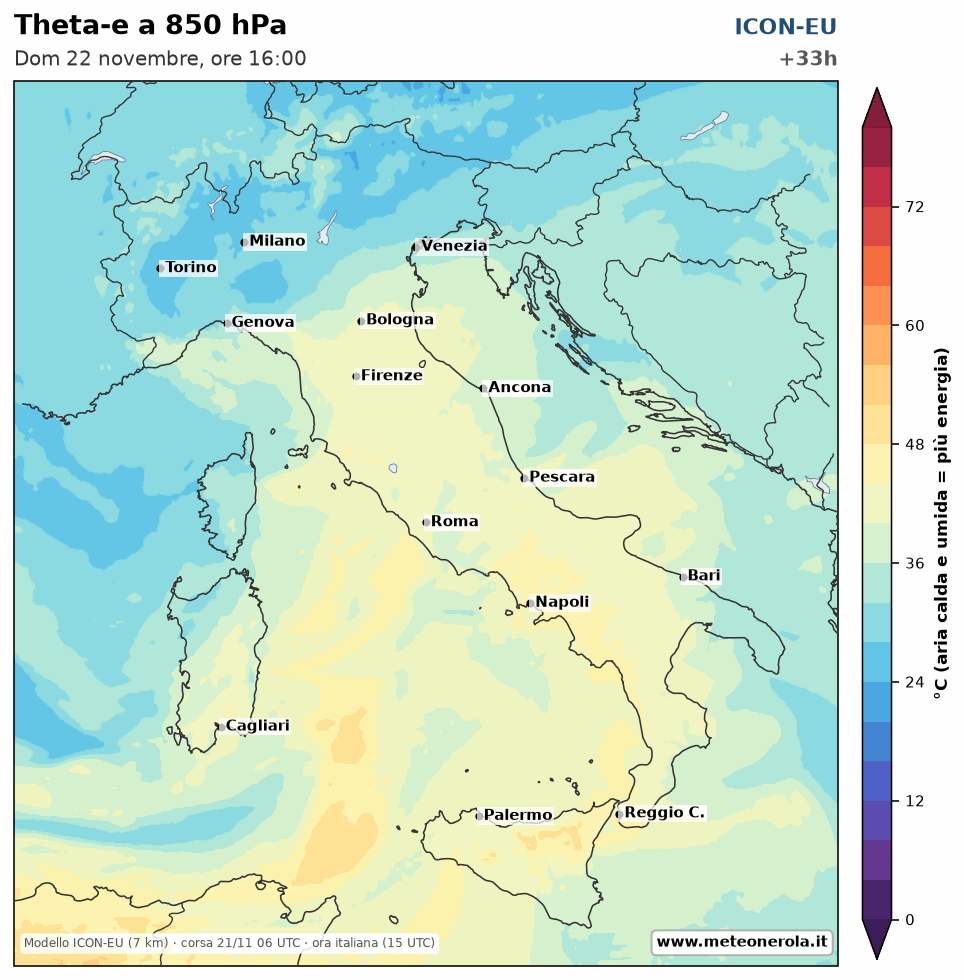 Theta-e a 850 hPa
ICON-EU
Dom 22 novembre, ore 16:00
+33h
Milano
Venezia
Torino
Genova
Bologna
Firenze
Ancona
Pescara
Roma
Bari
Napoli
Cagliari
Palermo
Reggio C.
72
60
48
36
24
12
0
°C (aria calda e umida = più energia)
Modello ICON-EU (7 km) · corsa 21/11 06 UTC · ora italiana (15 UTC)
www.meteonerola.it